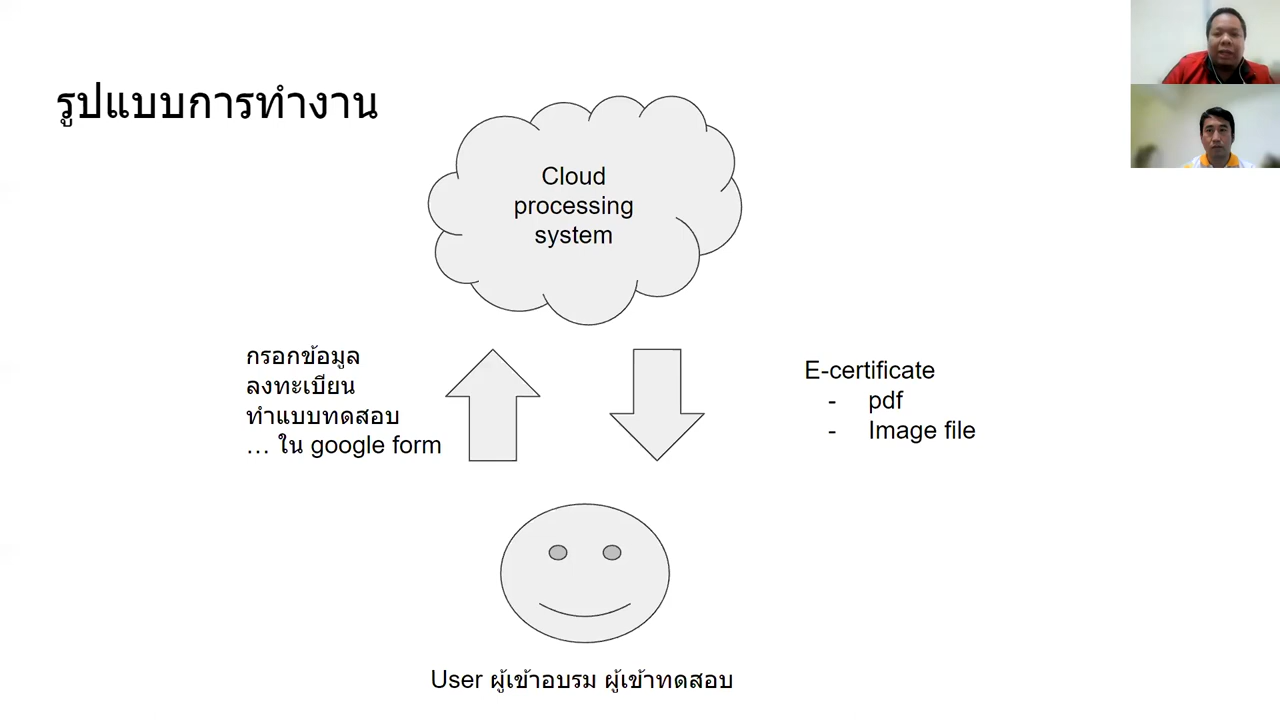 รูปแบบการทำงาน
Cloud
processing
system
กรอกข้อมูล
ลงทะเบียน
ทำแบบทดสอบ
… ใน google form
E-certificate
- pdf
- Image file
User ผู้เข้าอบรม ผู้เข้าทดสอบ